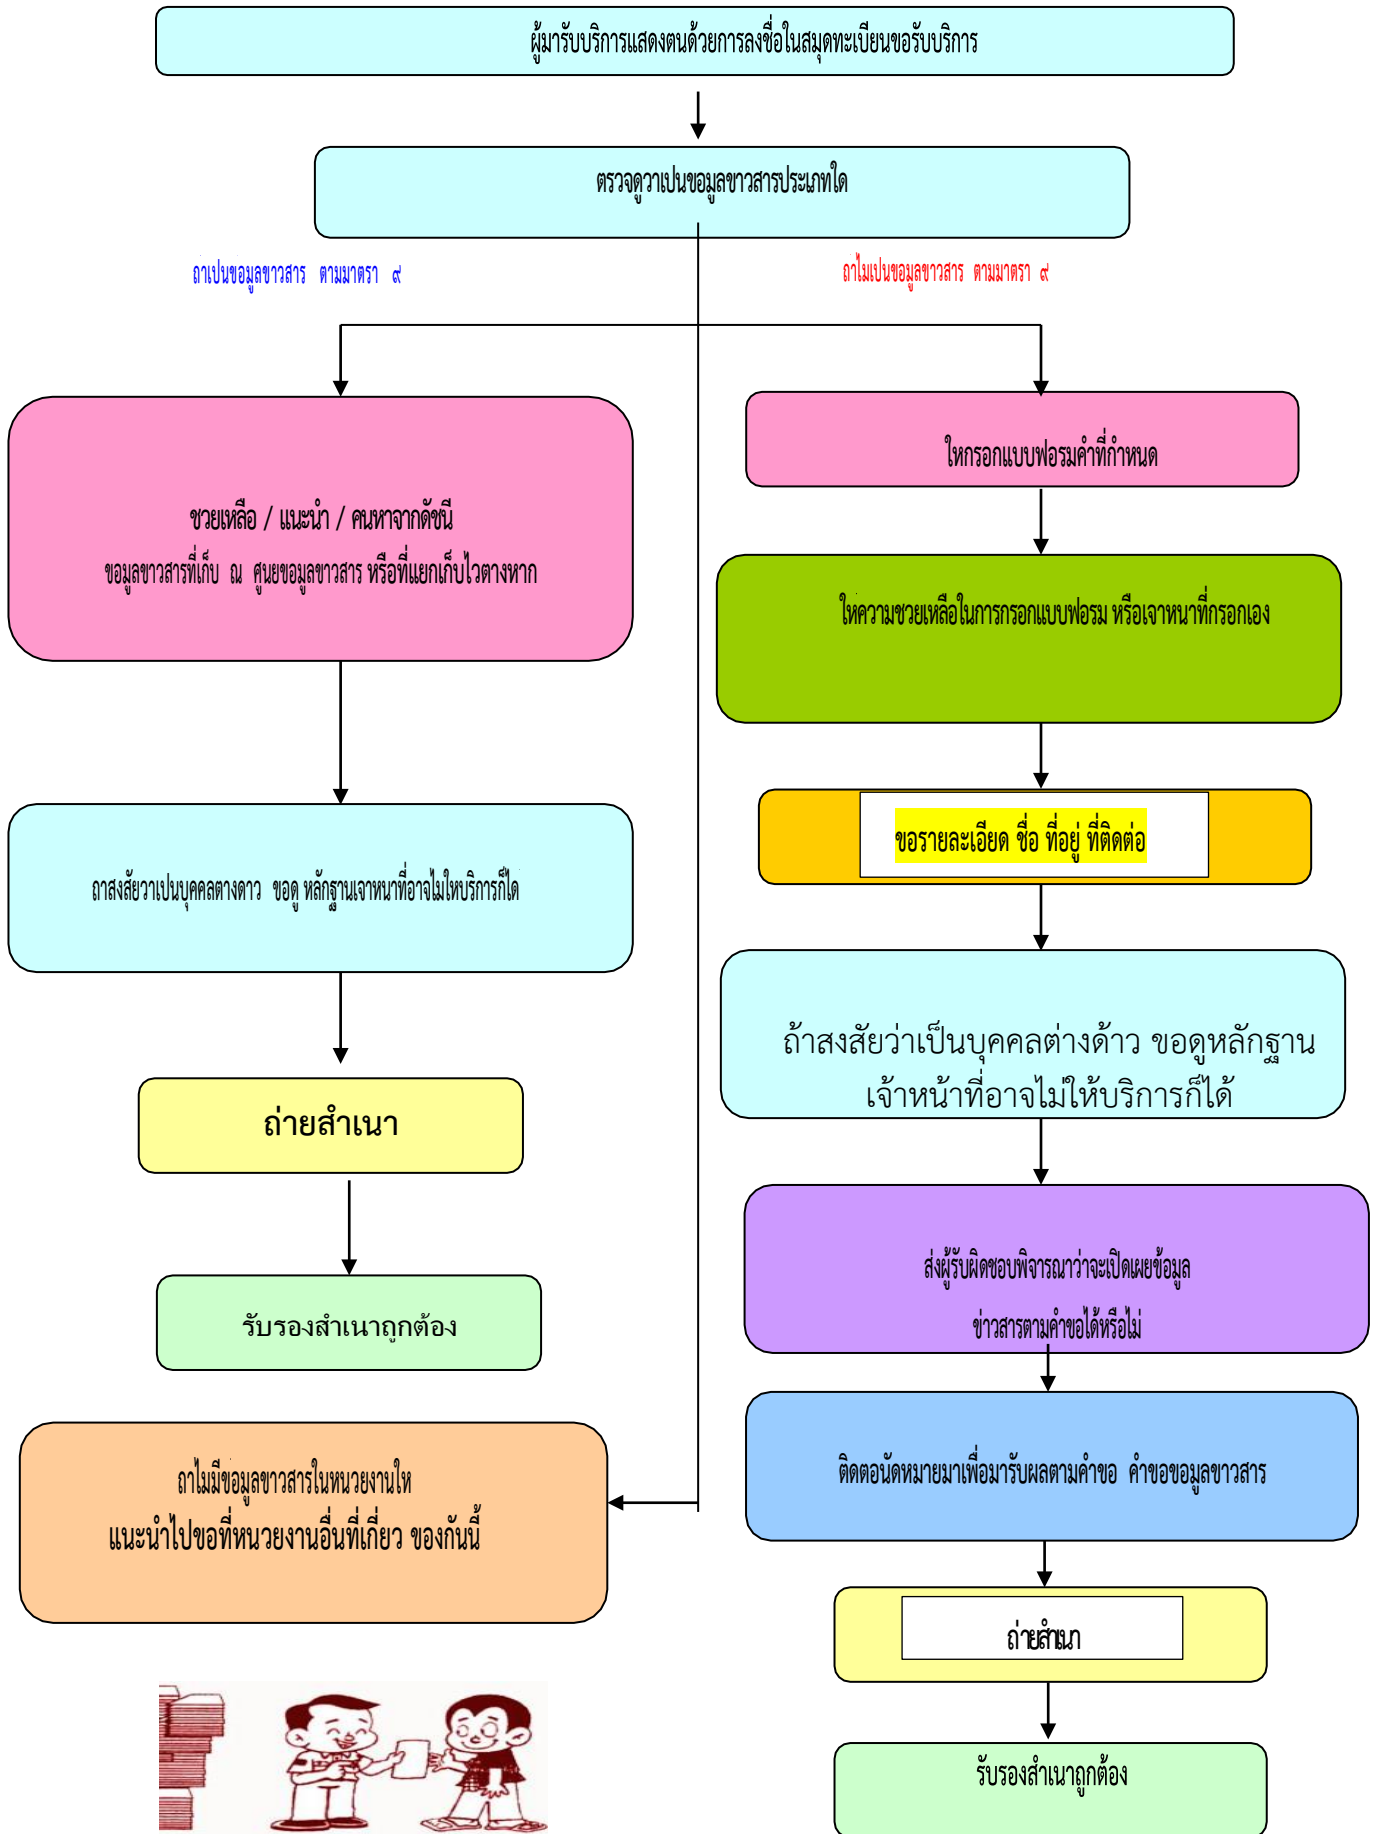 ผู้มารับบริการแสดงตนด้วยการลงชื่อในสมุดทะเบียนขอรับบริการ
ตรวจดูวาเปนขอมูลขาวสารประเภทใด
ถาเปนขอมูลขาวสาร ตามมาตรา ๙
ถาไมเปนขอมูลขาวสาร ตามมาตรา ๙
ชวยเหลือ / แนะนำ / คนหาจากดัชนี
ขอมูลขาวสารที่เก็บ ณ ศูนยขอมูลขาวสาร หรือที่แยกเก็บไวตางหาก
ถาสงสัยวาเปนบุคคลตางดาว ขอดู หลักฐานเจาหนาที่อาจไมใหบริการก็ได
ถ่ายสำเนา
รับรองสำเนาถูกต้อง
ถาไมมีขอมูลขาวสารในหนวยงานให
แนะนำไปขอที่หนวยงานอื่นที่เกี่ยว ของกันนี้
ใหกรอกแบบฟอรมคำที่กำหนด
ใหความชวยเหลือในการกรอกแบบฟอรม หรือเจาหนาที่กรอกเอง
ขอรายละเอียด ชื่อ ที่อยู่ ที่ติดต่อ
ถ้าสงสัยว่าเป็นบุคคลต่างด้าว ขอดูหลักฐาน
เจ้าหน้าที่อาจไม่ให้บริการก็ได้
ส่งผู้รับผิดชอบพิจารณาว่าจะเปิดเผยข้อมูล
ข่าวสารตามคำขอได้หรือไม่
ติดตอนัดหมายมาเพื่อมารับผลตามคำขอ คำขอขอมูลขาวสาร
ถ่ายสำเนา
รับรองสำเนาถูกต้อง